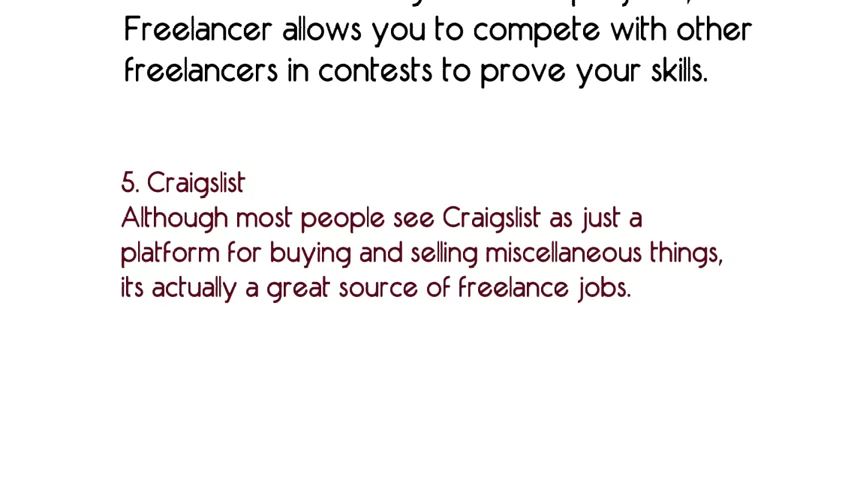 Freelancer allows you to compete with other
freelancers in contests to prove your skills.
5. Craigslist
Although most people see Craigslist as just a
platform for buying and selling miscellaneous things,
its actually a great source of freelance jobs.